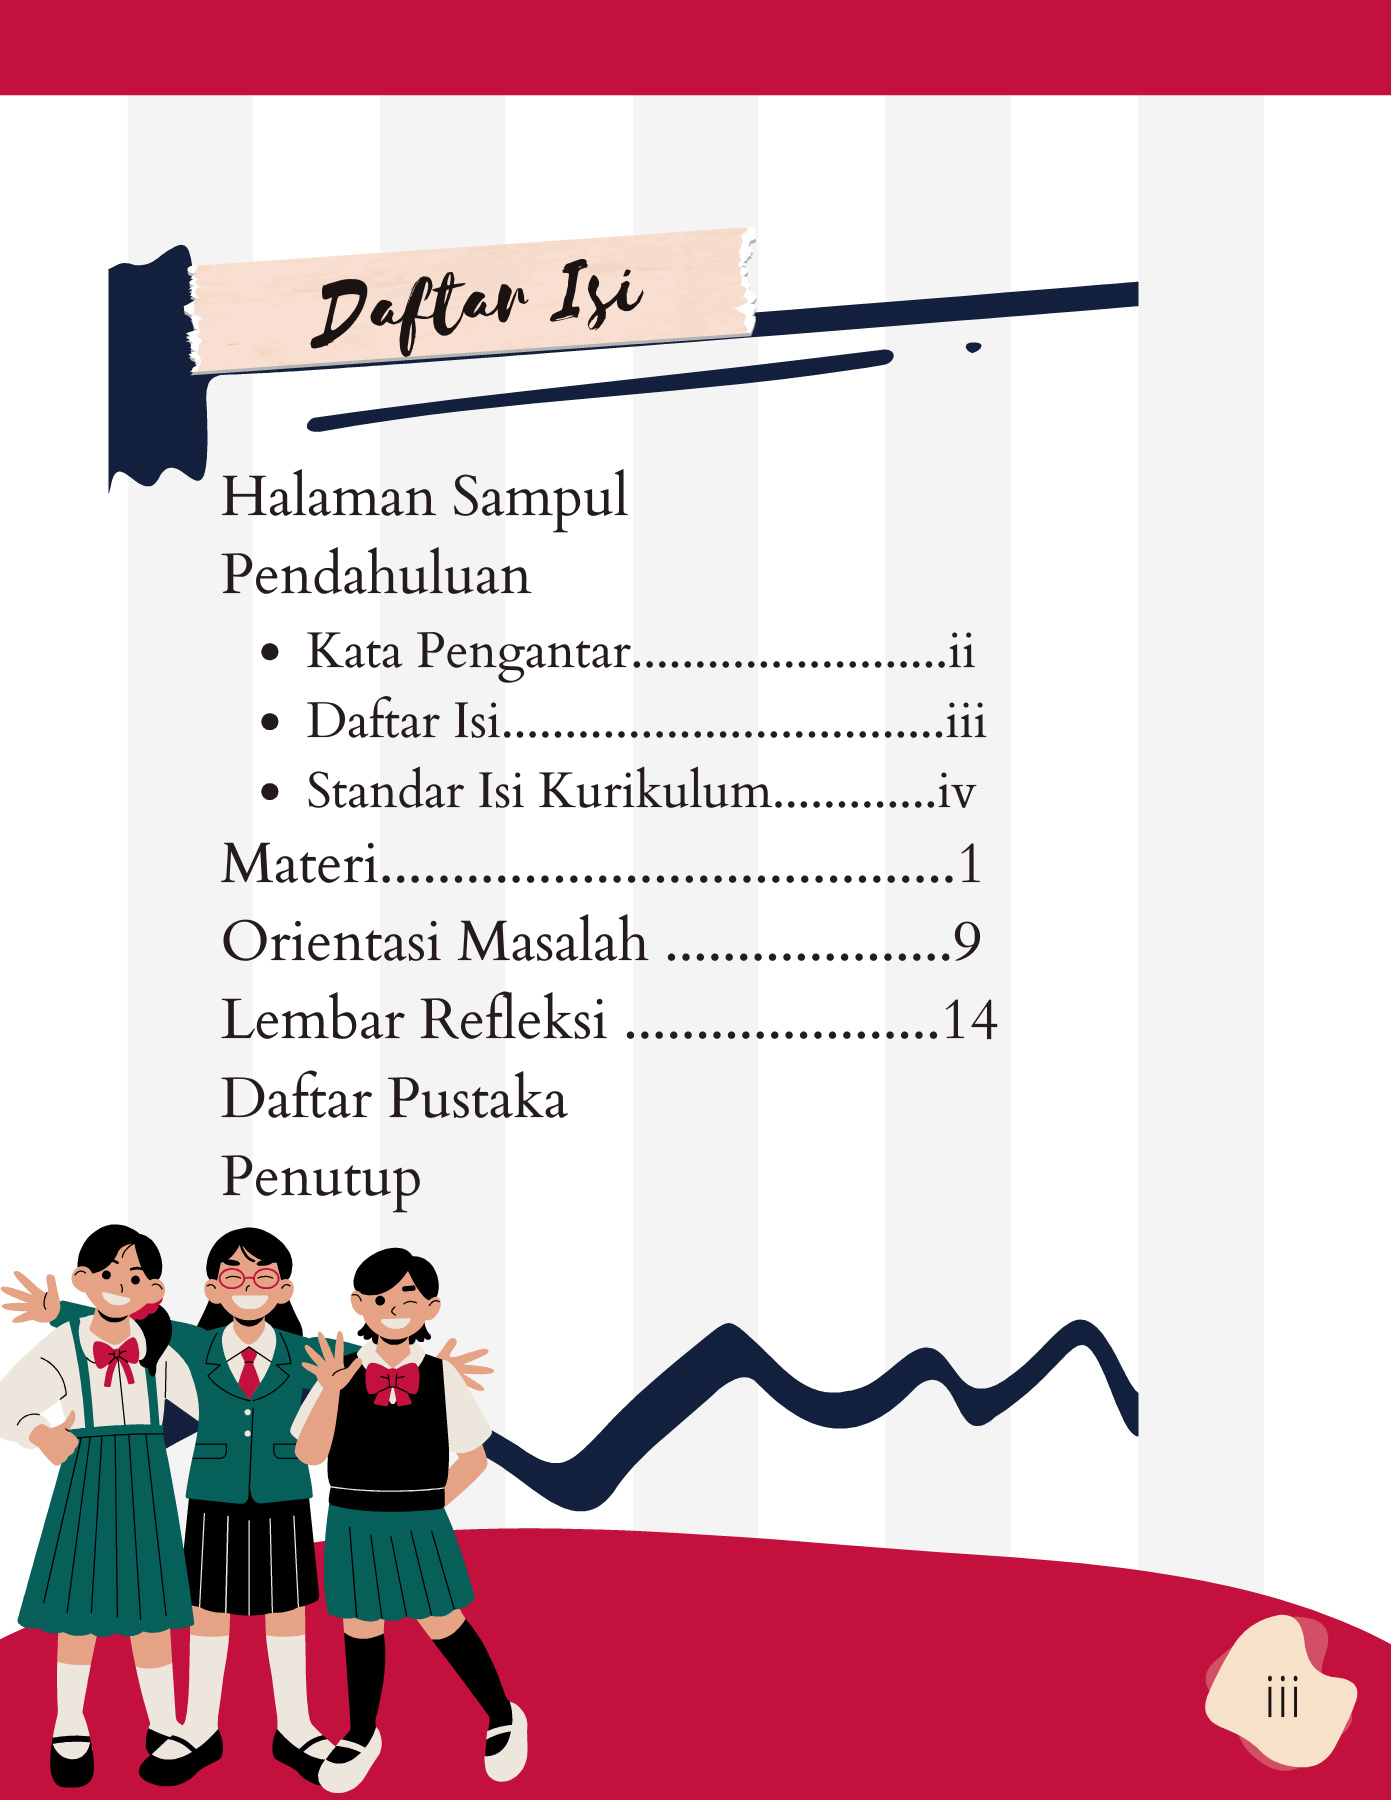 Daftar Isi
Halaman Sampul
Pendahuluan
• Kata Pengantar.........................ii
• Daftar Isi...................................iii
• Standar Isi Kurikulum.............iv
Materi.......................................1
Orientasi Masalah ...................9
Lembar Refleksi .....................14
Daftar Pustaka
Penutup
iii